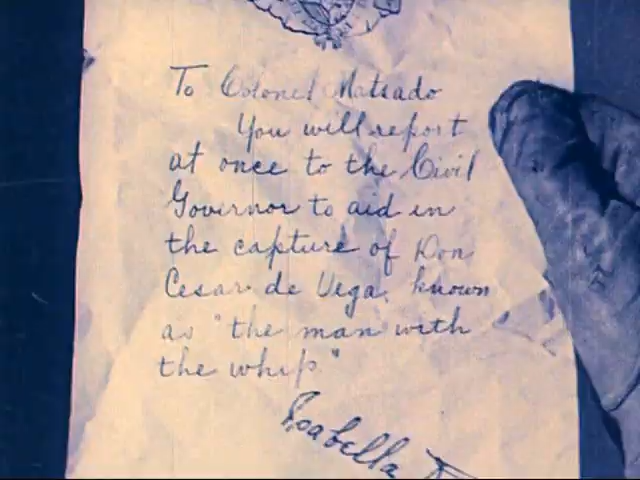 To Colonel Matsado
You will report
at once to the Civil
Governor to aid in
the capture of Don
Cesar de Vega, known
as "the man with
the whip"
Isabella